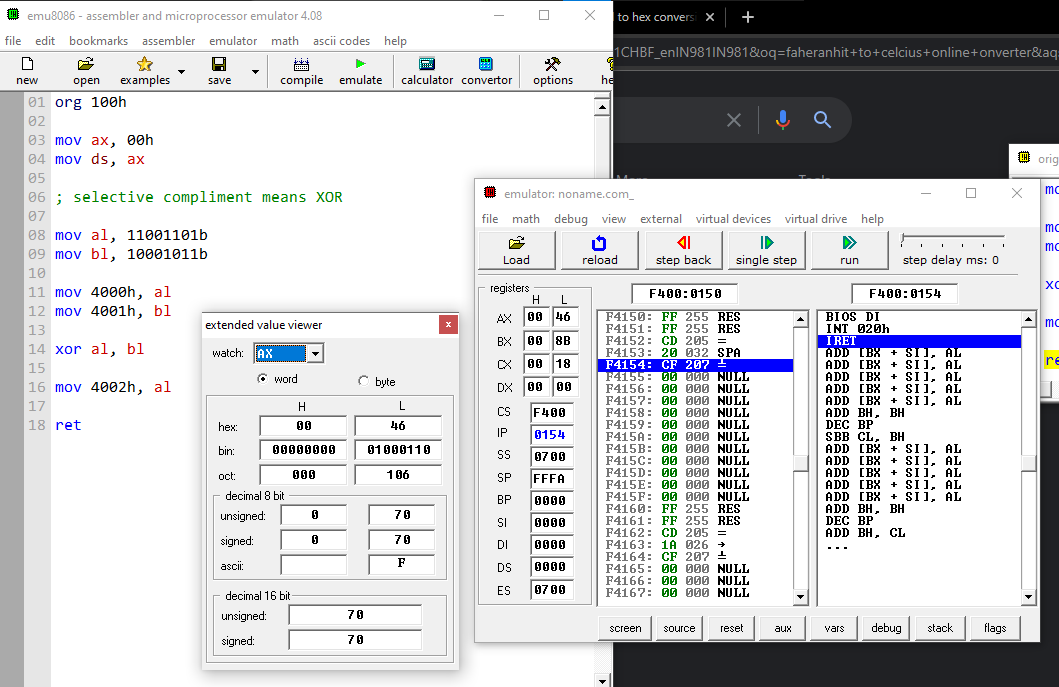 emu8086 - assembler and microprocessor emulator 4.08
file edit bookmarks assembler emulator math ascii codes help
new open examples save compile emulate calculator convertor options he
01 org 100h
02
03 mov ax, 00h
04 mov ds, ax
05
06 ; selective compliment means XOR
07
08 mov al, 11001101b
09 mov bl, 10001011b
10
11 mov 4000h, al
12 mov 4001h, bl
13
14 xor al, bl
15
16 mov 4002h, al
17
18 ret
to hex convers
1CHBF_enIN981IN981&oq=faheranhit+to+celcius+online+onverter&aq
extended value viewer
watch: AX
word byte
H L
hex: 00 46
bin: 00000000 01000110
oct: 000 106
decimal 8 bit
unsigned: 0 70
signed: 0 70
ascii: F
decimal 16 bit
unsigned: 70
signed: 70
emulator: noname.com_
file math debug view external virtual devices virtual drive help
Load reload step back single step run step delay ms: 0
registers
F400:0150 F400:0154
H L
AX 00 46
BX 00 8B
CX 00 18
DX 00 00
CS F400
IP 0154
SS 0700
SP FFFA
BP 0000
SI 0000
DI 0000
DS 0000
ES 0700
F4150: FF 255 RES
F4151: FF 255 RES
F4152: CD 205 =
F4153: 20 032 SPA
F4154: CF 207 ╧
F4155: 00 000 NULL
F4156: 00 000 NULL
F4157: 00 000 NULL
F4158: 00 000 NULL
F4159: 00 000 NULL
F415A: 00 000 NULL
F415B: 00 000 NULL
F415C: 00 000 NULL
F415D: 00 000 NULL
F415E: 00 000 NULL
F415F: 00 000 NULL
F4160: FF 255 RES
F4161: FF 255 RES
F4162: CD 205 =
F4163: 1A 026 →
F4164: CF 207 ╧
F4165: 00 000 NULL
F4166: 00 000 NULL
F4167: 00 000 NULL
BIOS DI
INT 020h
IRET
ADD [BX + SI], AL
ADD [BX + SI], AL
ADD [BX + SI], AL
ADD [BX + SI], AL
ADD [BX + SI], AL
ADD BH, BH
DEC BP
SBB CL, BH
ADD [BX + SI], AL
ADD [BX + SI], AL
ADD [BX + SI], AL
ADD [BX + SI], AL
ADD [BX + SI], AL
ADD BH, BH
DEC BP
ADD BH, CL
...
screen source reset aux vars debug stack flags
orig
mo
mo
mo
xo
mo
re